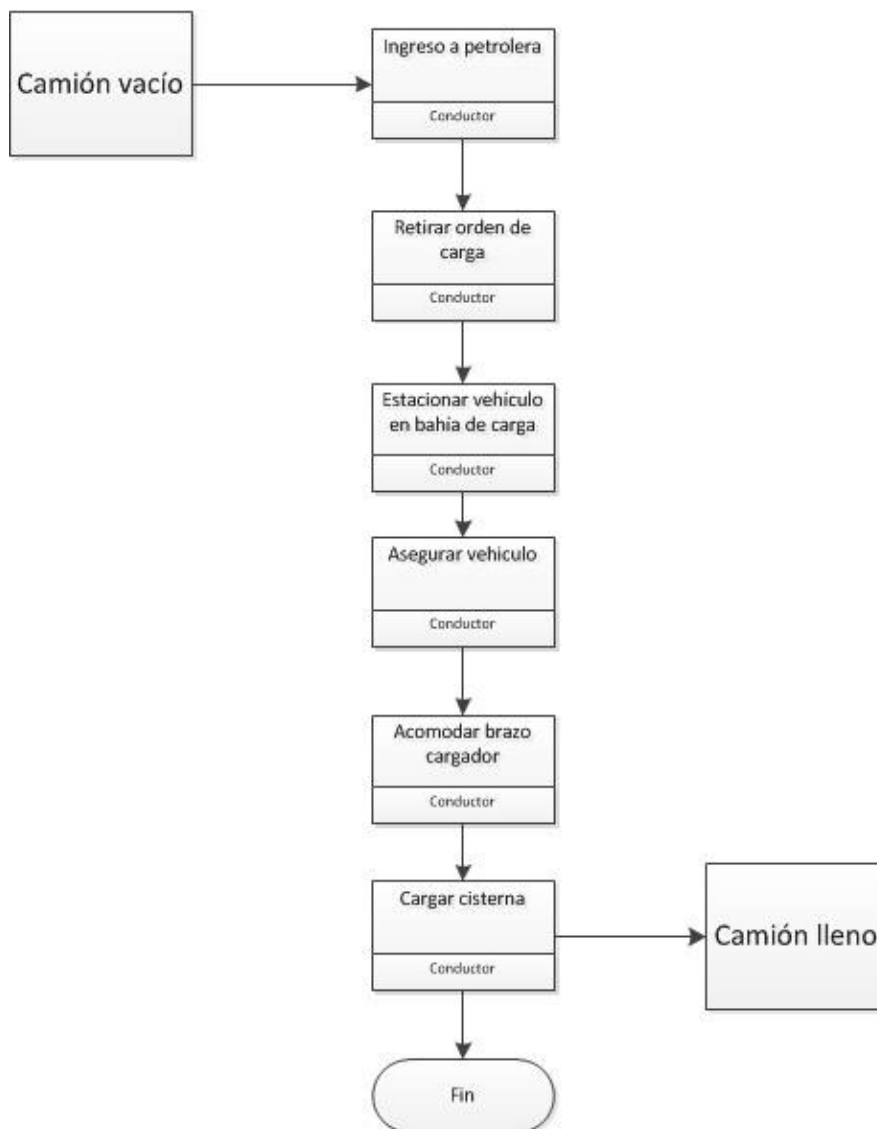 Camión vacío
Ingreso a petrolera
Conductor
Retirar orden de
carga
Conductor
Estacionar vehiculo
en bahia de carga
Conductor
Asegurar vehiculo
Conductor
Acomodar brazo
cargador
Conductor
Cargar cisterna
Conductor
Camión lleno
Fin